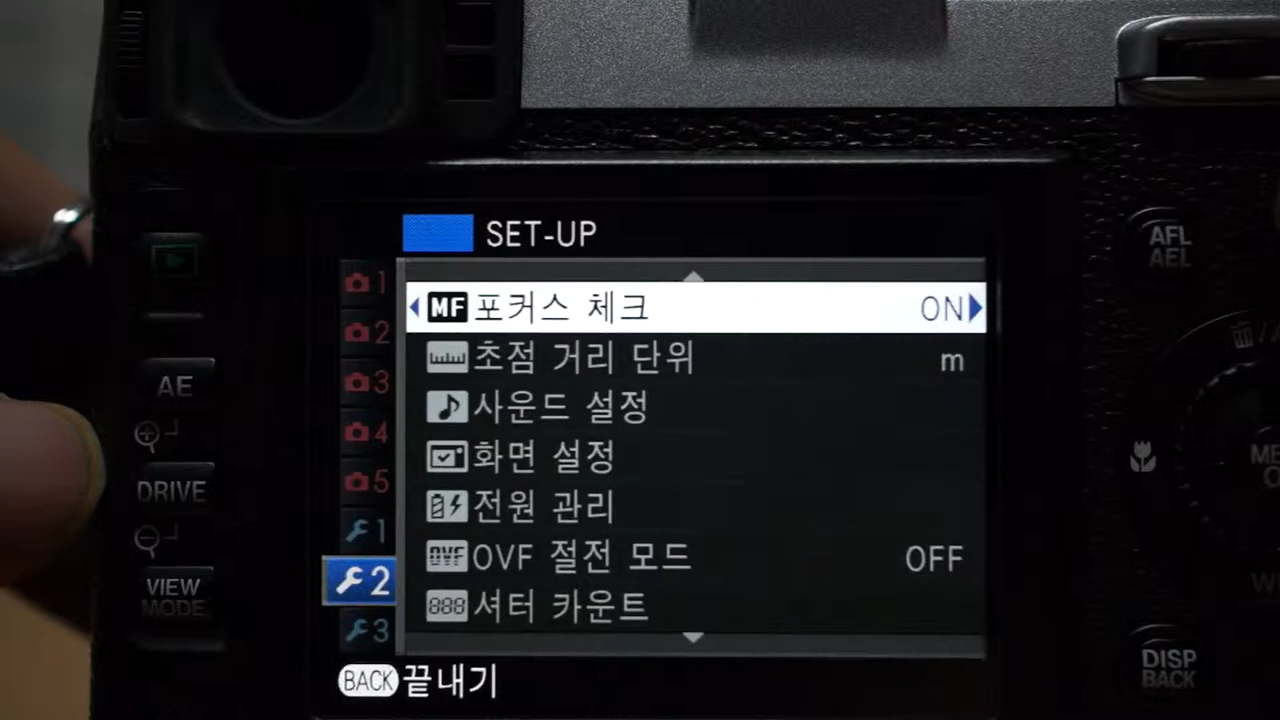 SET-UP
1
MF 포커스 체크 ON
2
초점 거리 단위 m
3
사운드 설정
4
화면 설정
5
전원 관리
1
OVF OVF 절전 모드 OFF
2
888 셔터 카운트
3
BACK 끝내기
AE
DRIVE
VIEW
MODE
AFL
AEL
DISP
BACK